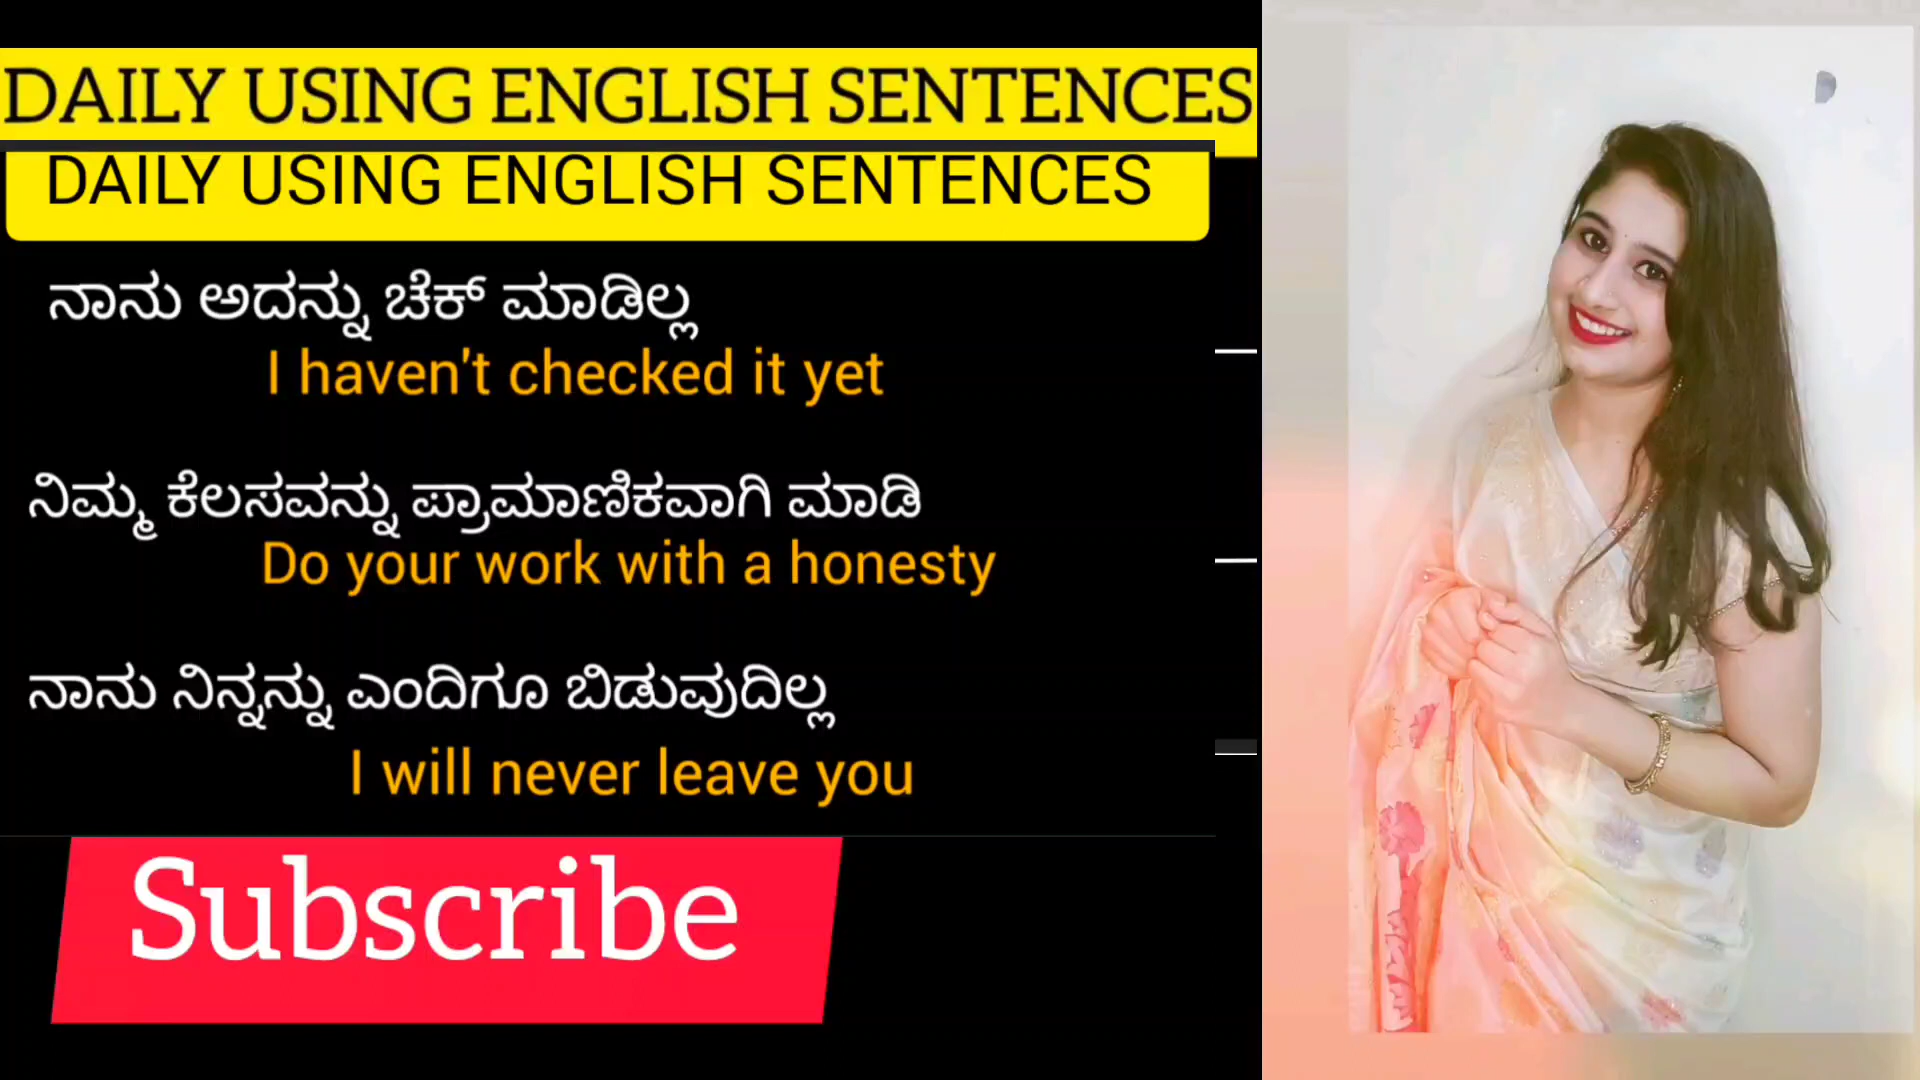 DAILY USING ENGLISH SENTENCES
DAILY USING ENGLISH SENTENCES
ನಾನು ಅದನ್ನು ಚೆಕ್ ಮಾಡಿಲ್ಲ
I haven't checked it yet
ನಿಮ್ಮ ಕೆಲಸವನ್ನು ಪ್ರಾಮಾಣಿಕವಾಗಿ ಮಾಡಿ
Do your work with a honesty
ನಾನು ನಿನ್ನನ್ನು ಎಂದಿಗೂ ಬಿಡುವುದಿಲ್ಲ
I will never leave you
Subscribe